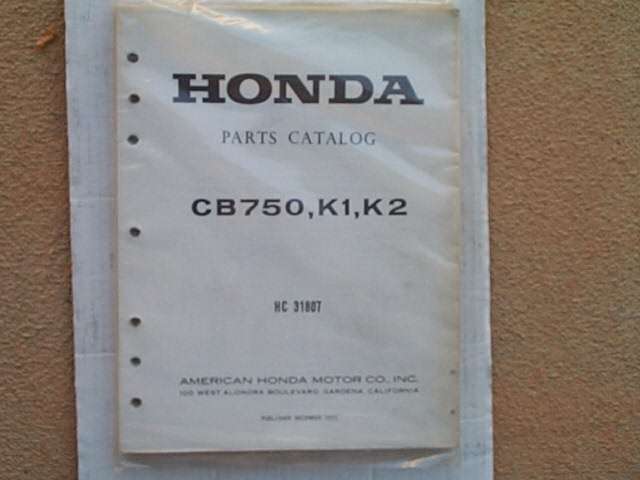 HONDA
PARTS CATALOG
CB750,K1,K2
HC 31807
AMERICAN HONDA MOTOR CO., INC.
100 WEST ALONDRA BOULEVARD, GARDENA, CALIFORNIA